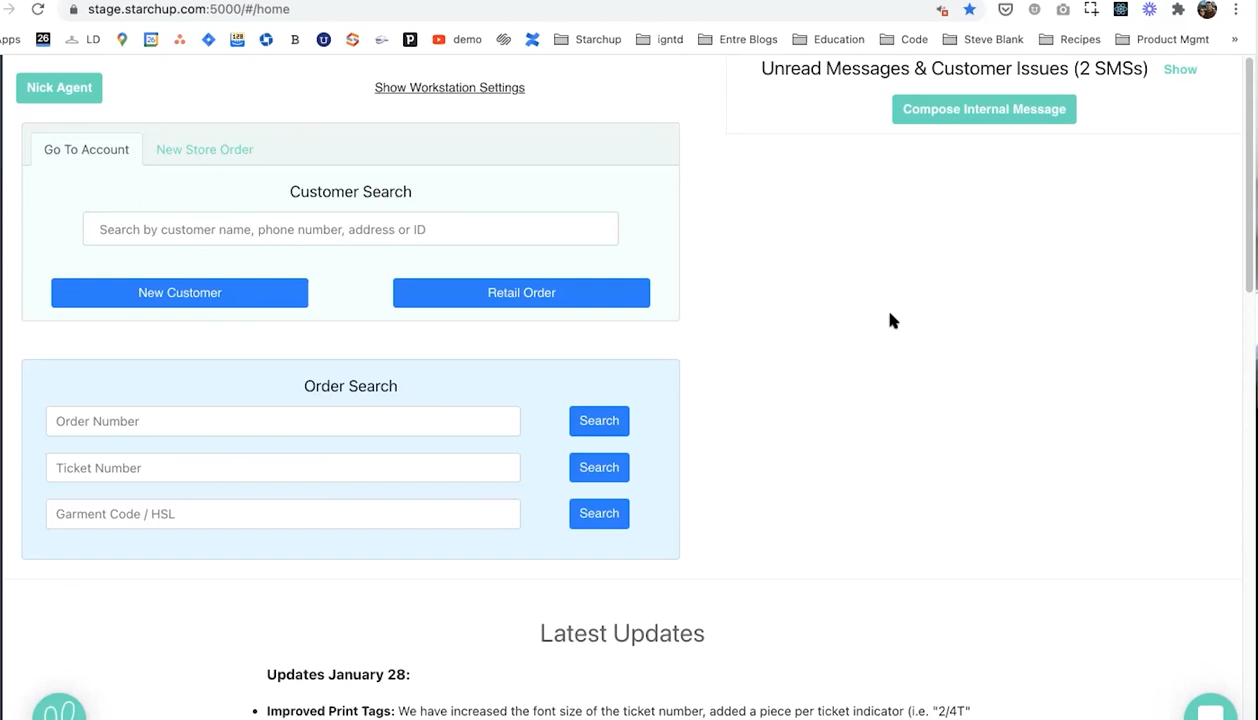 stage.starchup.com:5000/#/home
pps
26
LD
26
128
B
U
P
demo
Starchup
igntd
Entre Blogs
Education
Code
Steve Blank
Recipes
Product Mgmt
»
Nick Agent
Show Workstation Settings
Unread Messages & Customer Issues (2 SMSs) Show
Compose Internal Message
Go To Account
New Store Order
Customer Search
Search by customer name, phone number, address or ID
New Customer
Retail Order
Order Search
Order Number
Search
Ticket Number
Search
Garment Code / HSL
Search
Latest Updates
Updates January 28:
• Improved Print Tags: We have increased the font size of the ticket number, added a piece per ticket indicator (i.e. "2/4T"